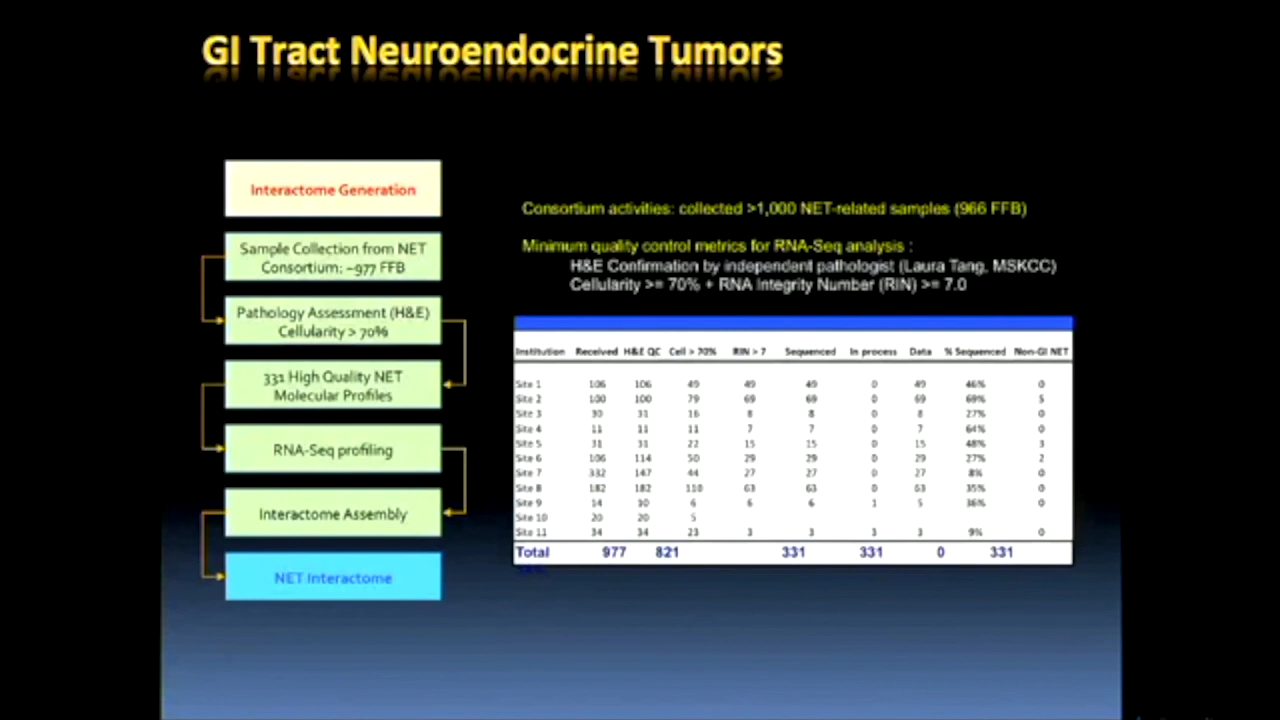 GI Tract Neuroendocrine Tumors
Interactome Generation
Sample Collection from NET
Consortium: ~977 FFB
Pathology Assessment (H&E)
Cellularity > 70%
331 High Quality NET
Molecular Profiles
RNA-Seq profiling
Interactome Assembly
NET Interactome
Consortium activities: collected >1,000 NET-related samples (966 FFB)
Minimum quality control metrics for RNA-Seq analysis :
H&E Confirmation by independent pathologist (Laura Tang, MSKCC)
Cellularity >= 70% + RNA Integrity Number (RIN) >= 7.0
Institution Received H&E QC Cell > 70% RIN > 7 Sequenced In process Data % Sequenced Non-GI NET
Site 1 106 106 49 49 49 0 49 46% 0
Site 2 100 100 79 69 69 0 69 69% 5
Site 3 30 31 16 8 8 0 8 27% 0
Site 4 11 11 11 7 7 0 7 64% 0
Site 5 31 31 22 15 15 0 15 48% 3
Site 6 106 114 50 29 29 0 29 27% 2
Site 7 332 147 44 27 27 0 27 8% 0
Site 8 182 182 110 63 63 0 63 35% 0
Site 9 14 10 6 6 6 1 5 36% 0
Site 10 20 20 5
Site 11 34 34 23 3 3 3 3 9% 0
Total 977 821 331 331 0 331